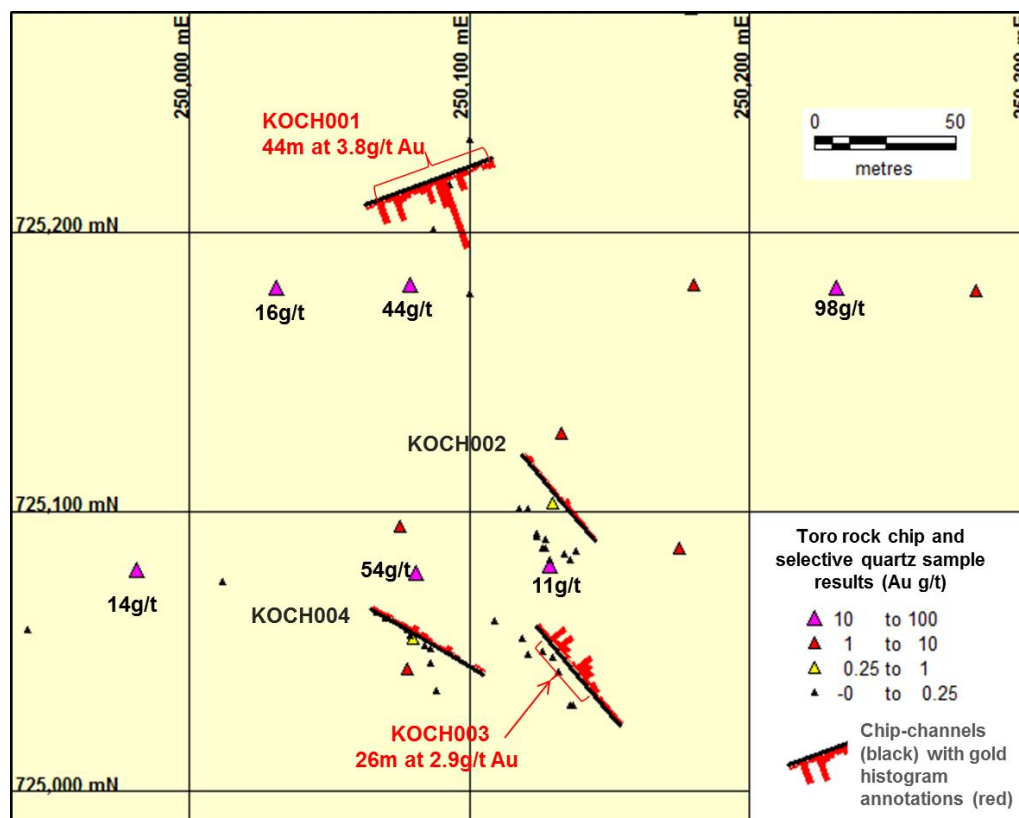 250,000 mE
250,100 mE
250,200 mE
KOCH001
44m at 3.8g/t Au
0 50
metres
725,200 mN
16g/t
44g/t
98g/t
KOCH002
725,100 mN
14g/t
54g/t
11g/t
KOCH004
KOCH003
26m at 2.9g/t Au
725,000 mN
Toro rock chip and
selective quartz sample
results (Au g/t)
10 to 100
1 to 10
0.25 to 1
-0 to 0.25
Chip-channels
(black) with gold
histogram
annotations (red)